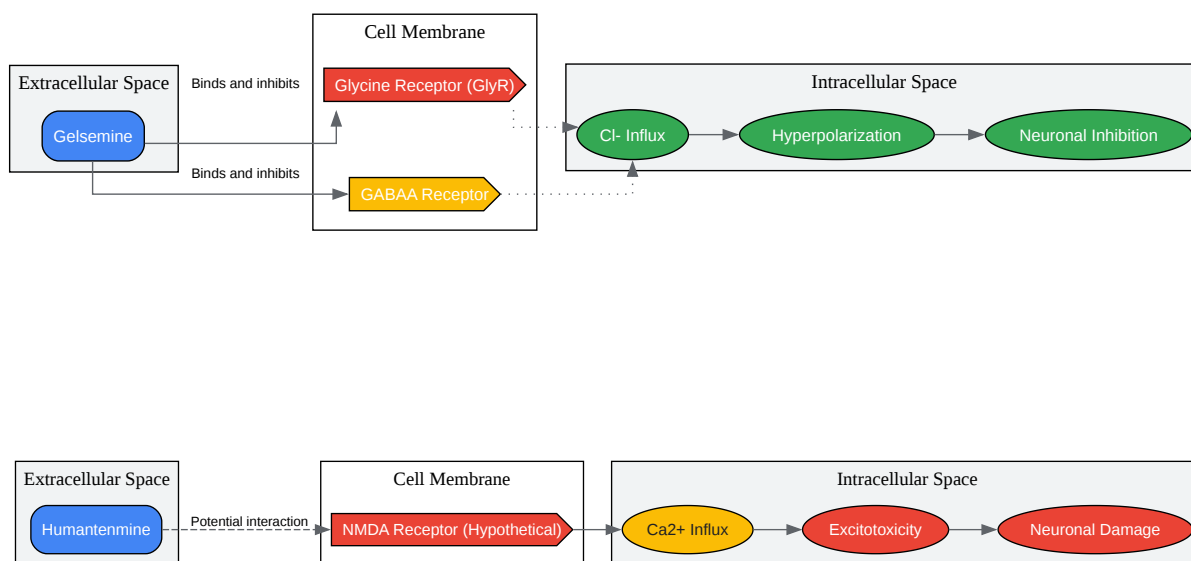 Cell Membrane
Extracellular Space
Binds and inhibits
Glycine Receptor (GlyR)
Intracellular Space
Gelsemine
Cl- Influx
Hyperpolarization
Neuronal Inhibition
Binds and inhibits
GABAA Receptor
Extracellular Space
Cell Membrane
Intracellular Space
Humantenmine
Potential interaction
NMDA Receptor (Hypothetical)
Ca2+ Influx
Excitotoxicity
Neuronal Damage